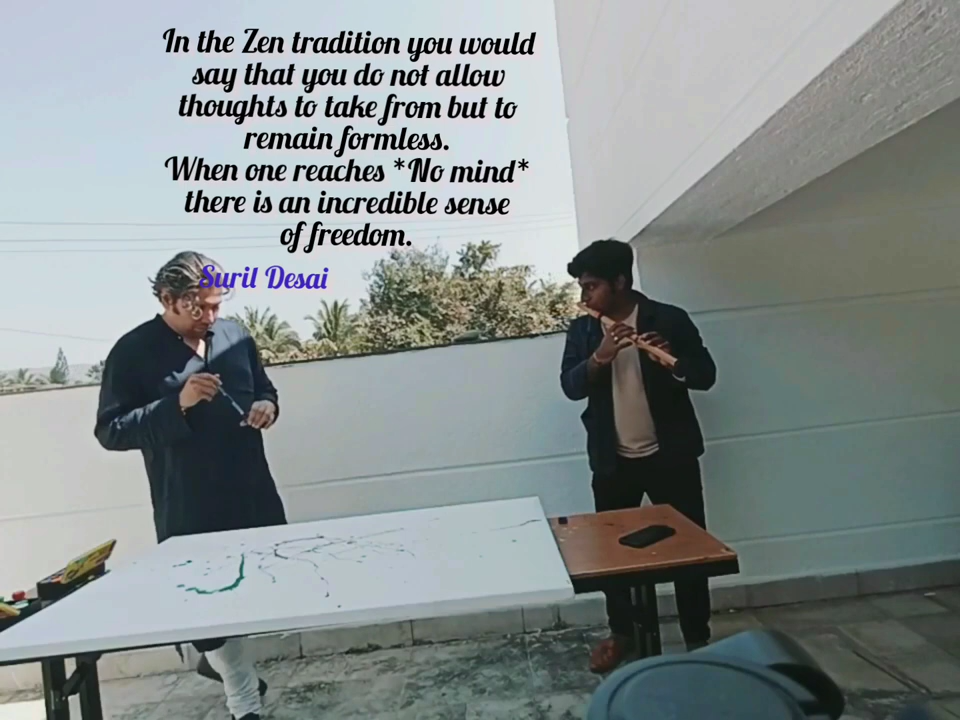 In the Zen tradition you would
say that you do not allow
thoughts to take from but to
remain formless.
When one reaches *No mind*
there is an incredible sense
of freedom.
Suril Desai